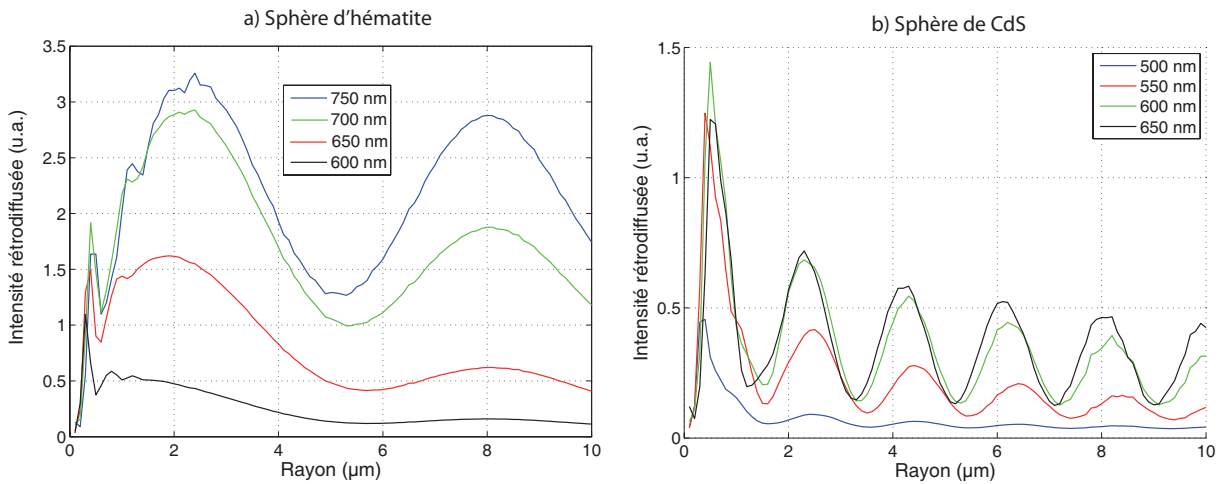 a) Sphère d'hématite
Intensité rétrodiffusée (u.a.)
3.5
3
2.5
2
1.5
1
0.5
0
750 nm
700 nm
650 nm
600 nm
0
2
4
6
8
10
Rayon (µm)
b) Sphère de CdS
Intensité rétrodiffusée (u.a.)
1.5
1
0.5
0
500 nm
550 nm
600 nm
650 nm
0
2
4
6
8
10
Rayon (µm)